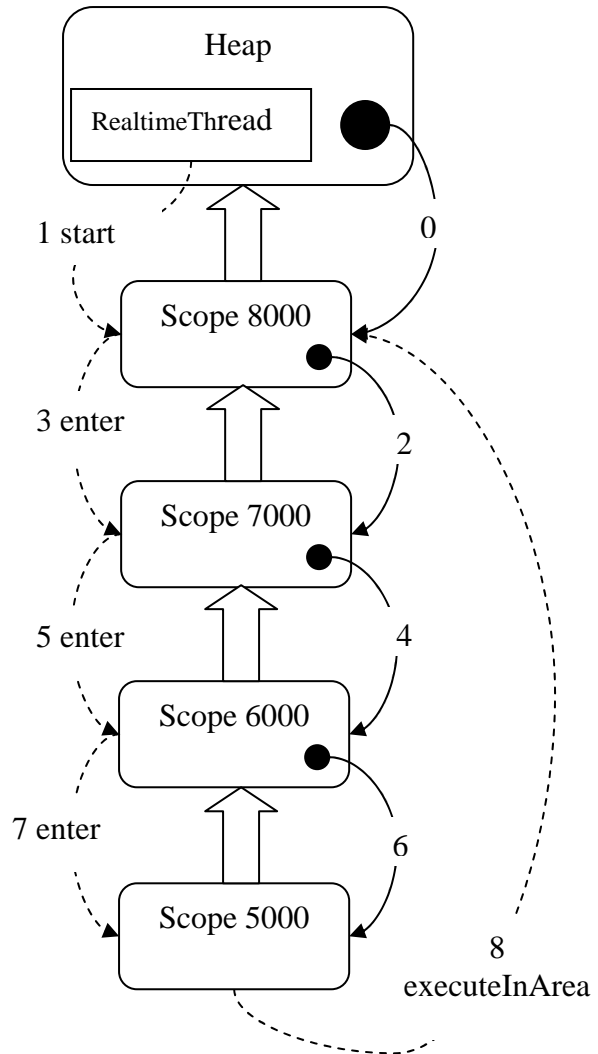 Heap
RealtimeThread
1 start
0
Scope 8000
3 enter
2
Scope 7000
5 enter
4
Scope 6000
7 enter
6
Scope 5000
8
executeInArea